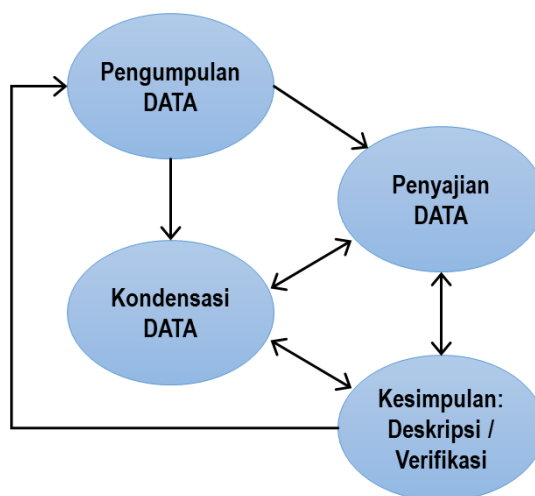 Pengumpulan
DATA
Penyajian
DATA
Kondensasi
DATA
Kesimpulan:
Deskripsi /
Verifikasi